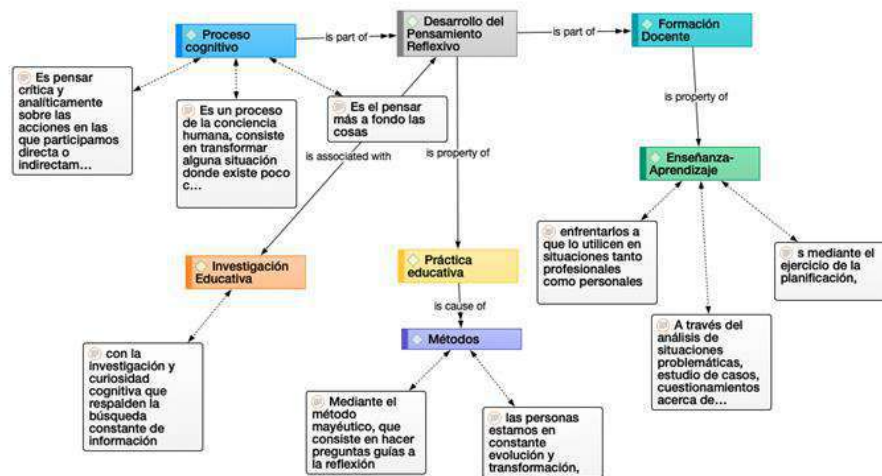 Proceso
cognitivo
is part of
Desarrollo del
Pensamiento
Reflexivo
is part of
Formación
Docente
Es pensar
crítica y
analíticamente
sobre las
acciones en las
que participamos
directa o
indirectam...
Es un proceso
de la conciencia
humana, consiste
en transformar
alguna situación
donde existe poco
c...
Es el pensar
más a fondo las
cosas
is associated with
is property of
is property of
Enseñanza-
Aprendizaje
Investigación
Educativa
Práctica
educativa
enfrentarlos a
que lo utilicen en
situaciones tanto
profesionales
como personales
s mediante el
ejercicio de la
planificación,
is cause of
Métodos
A través del
análisis de
situaciones
problemáticas,
estudio de casos,
cuestionamientos
acerca de...
con la
investigación y
curiosidad
cognitiva que
respalden la
búsqueda
constante de
información
Mediante el
método
mayéutico, que
consiste en hacer
preguntas guías a
la reflexión
las personas
estamos en
constante
evolución y
transformación,